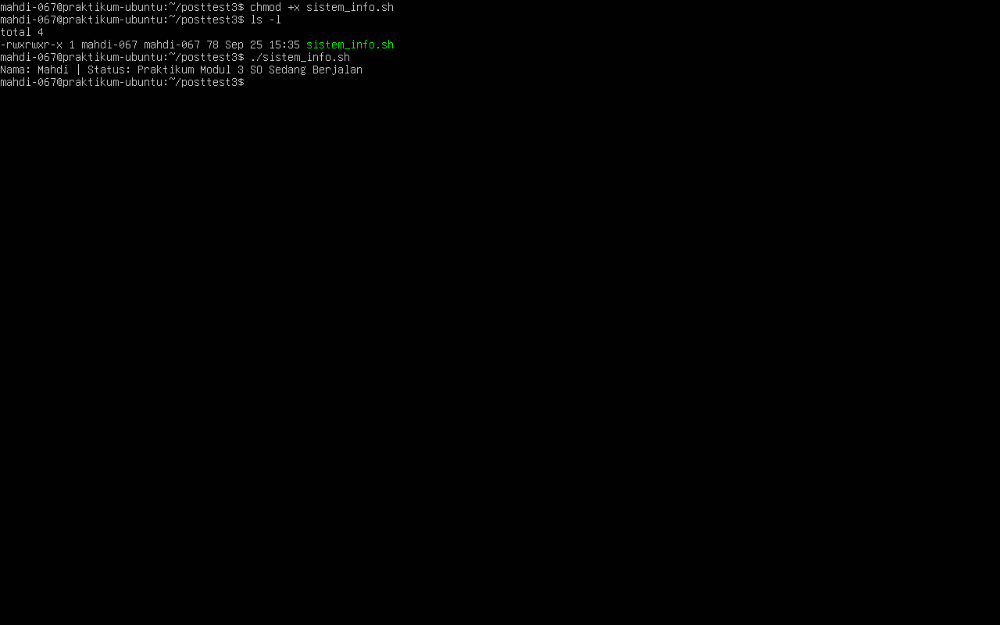 mahdi-067@praktikum-ubuntu:~/posttest3$ chmod +x sistem_info.sh
mahdi-067@praktikum-ubuntu:~/posttest3$ ls -l
total 4
-rwxrwxr-x 1 mahdi-067 mahdi-067 78 Sep 25 15:35 sistem_info.sh
mahdi-067@praktikum-ubuntu:~/posttest3$ ./sistem_info.sh
Nama: Mahdi | Status: Praktikum Modul 3 SO Sedang Berjalan
mahdi-067@praktikum-ubuntu:~/posttest3$